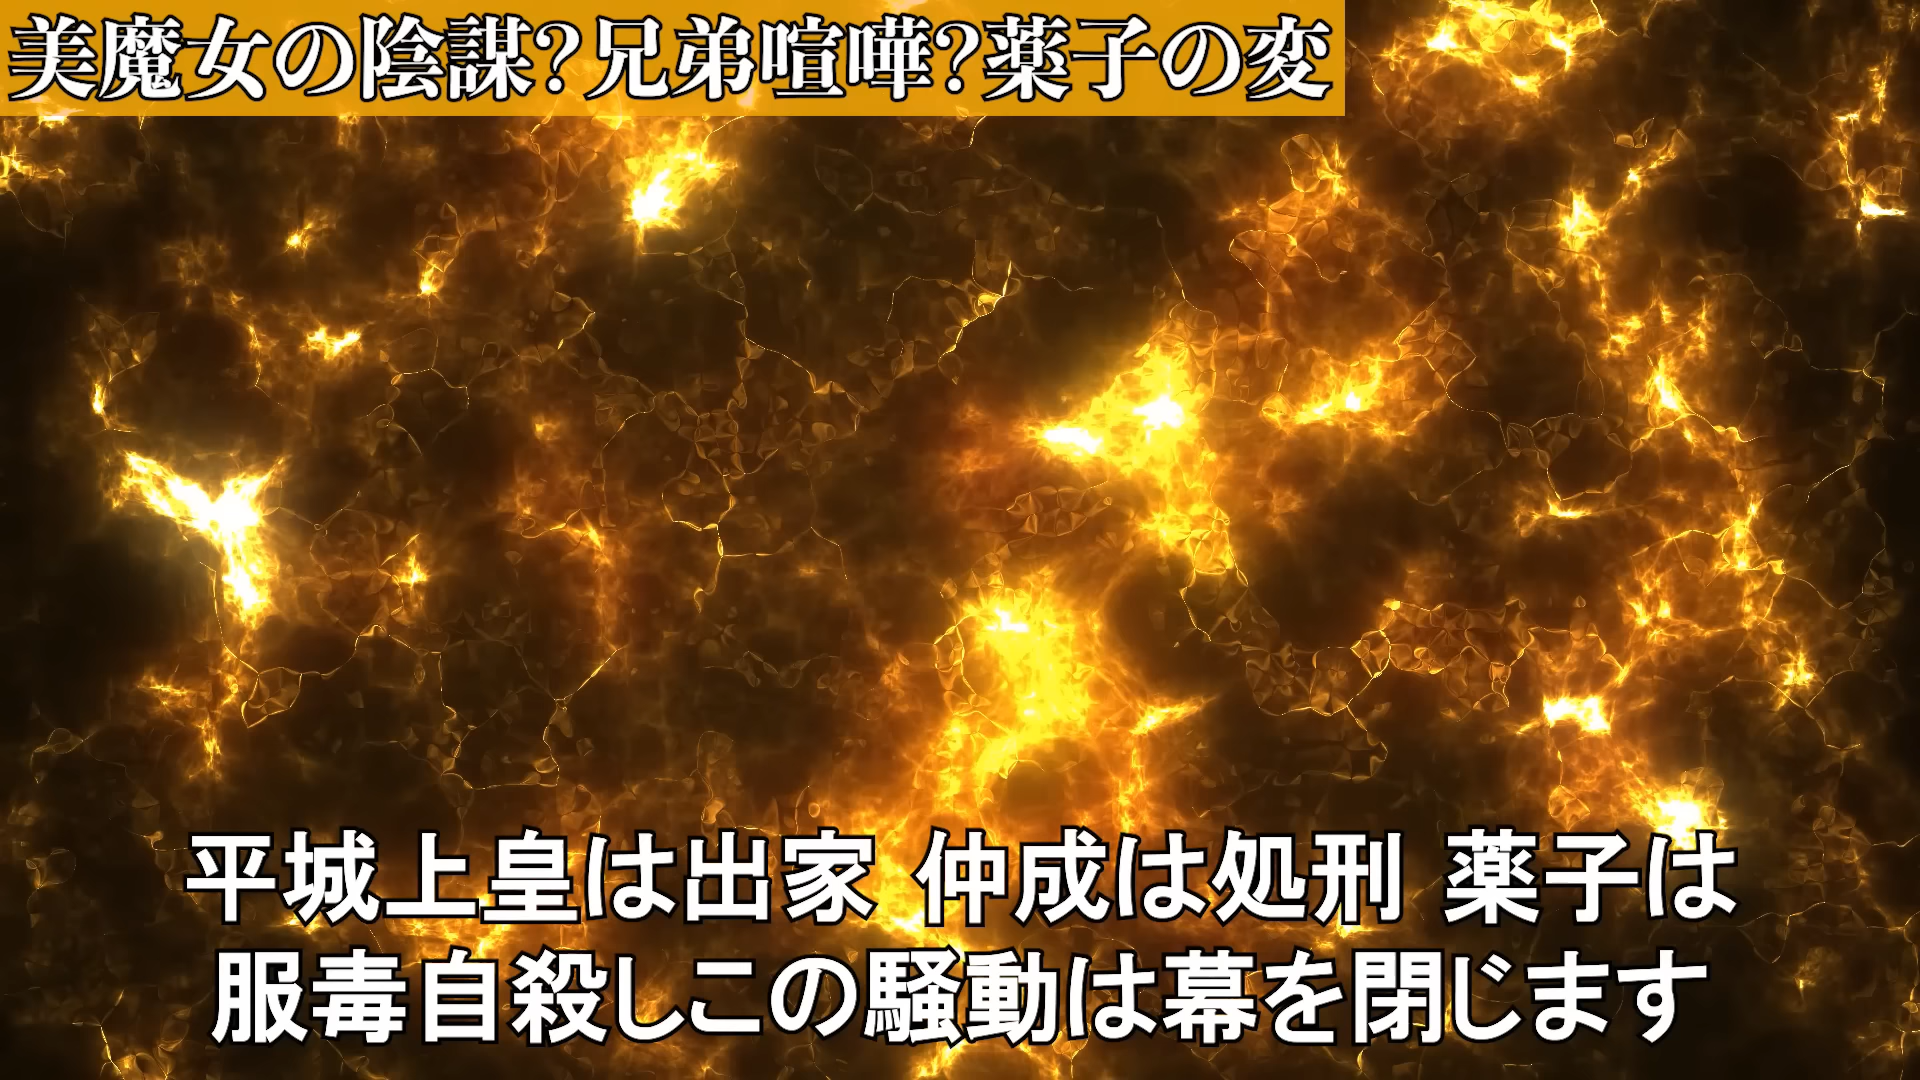 美魔女の陰謀?兄弟喧嘩?薬子の変
平城上皇は出家 仲成は処刑 薬子は
服毒自殺しこの騒動は幕を閉じます